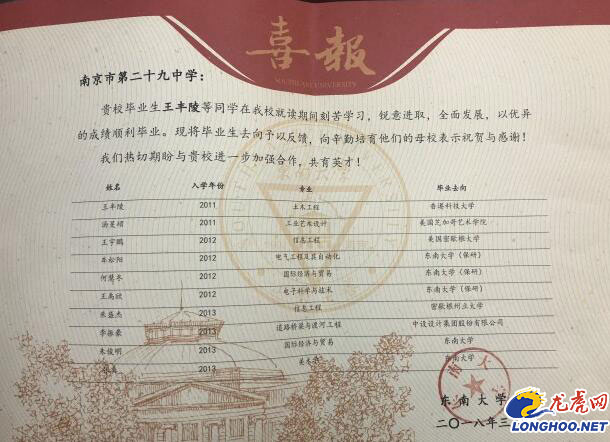 喜报
SOUTHEAST UNIVERSITY
南京市第二十九中学：
贵校毕业生王丰陵等同学在我校就读期间刻苦学习，锐意进取，全面发展，以优异
的成绩顺利毕业。现将毕业生去向予以反馈，向辛勤培育他们的母校表示祝贺与感谢！
我们热切期盼与贵校进一步加强合作，共育英才！
姓名 入学年份 专业 毕业去向
王丰陵 2011 土木工程 香港科技大学
2011 工业艺术设计 美国芝加哥艺术学院
王宇鹏 2012 信息工程 美国密歇根大学
2012 电气工程及其自动化 东南大学（保研）
2012 国际经济与贸易 东南大学（保研）
2012 电子科学与技术 东南大学（保研）
朱盛杰 2013 信息工程 密歇根州立大学
李振豪 2013 道路桥梁与渡河工程 中设设计集团股份有限公司
朱俊明 2013 国际经济与贸易 东南大学
2013 美术学 东南大学
东南大学
二〇一八年三
龙虎网
LONGHOO.NET